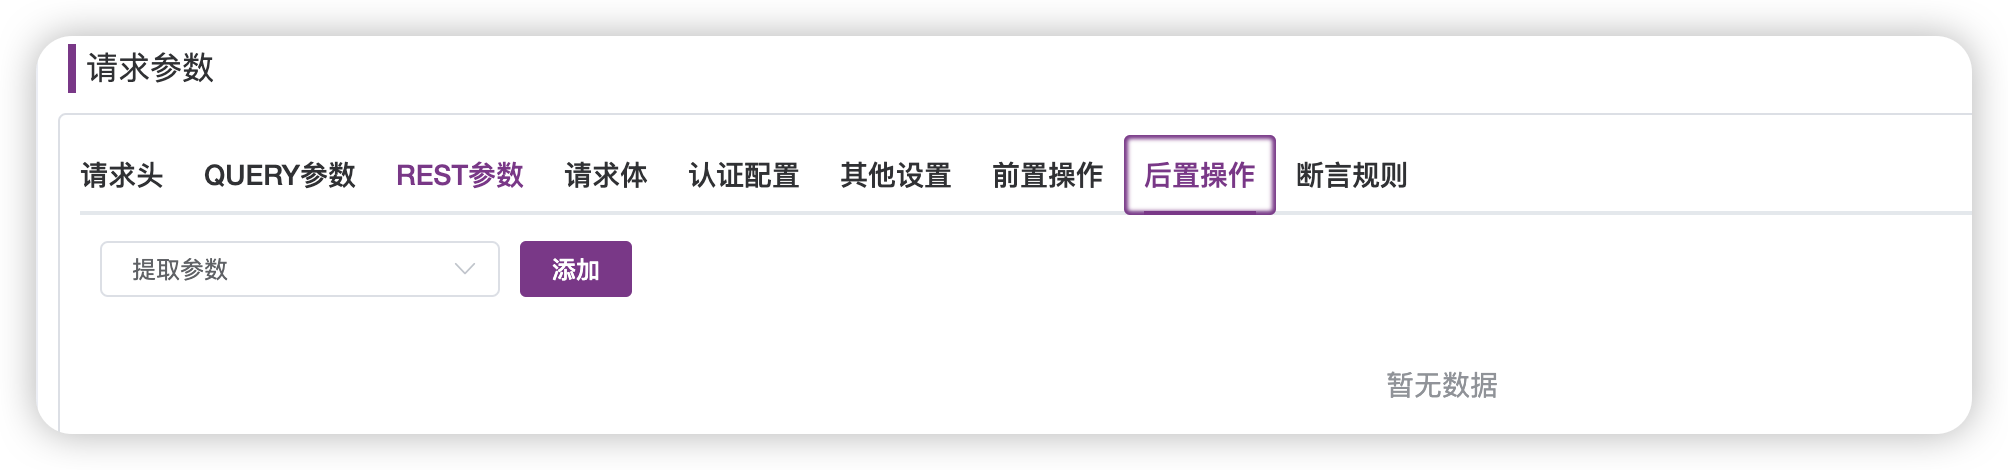 请求参数
请求头 QUERY参数 REST参数 请求体 认证配置 其他设置 前置操作 后置操作 断言规则
提取参数 添加
暂无数据